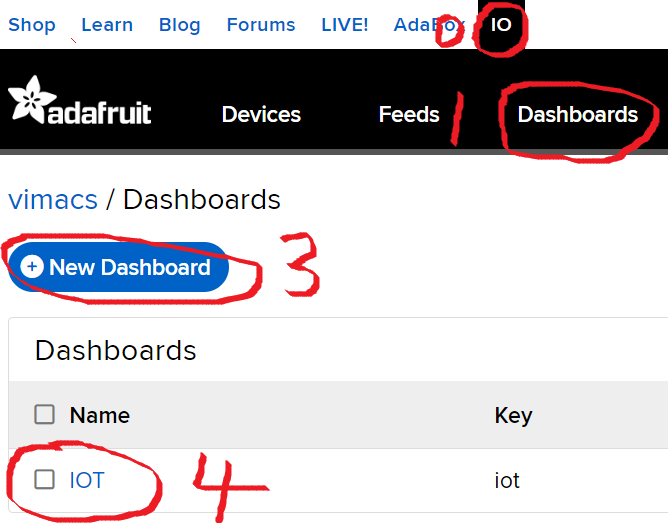 Shop Learn Blog Forums LIVE! AdaBox 0 IO
adafruit Devices Feeds 1 Dashboards
vimacs / Dashboards
New Dashboard 3
Dashboards
Name Key
IOT 4 iot